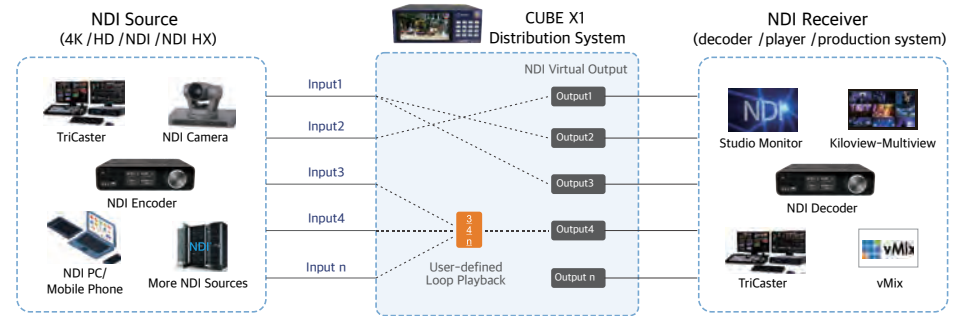 NDI Source
(4K /HD /NDI /NDI HX)
CUBE X1
Distribution System
NDI Receiver
(decoder /player /production system)
TriCaster
NDI Camera
NDI Encoder
NDI
NDI PC/
Mobile Phone
More NDI Sources
Input1
Input2
Input3
Input4
Input n
NDI Virtual Output
Output1
Output2
Output3
Output4
Output n
3
4
n
User-defined
Loop Playback
NDI
Studio Monitor
Kiloview-Multiview
NDI Decoder
TriCaster
vMix
vMix